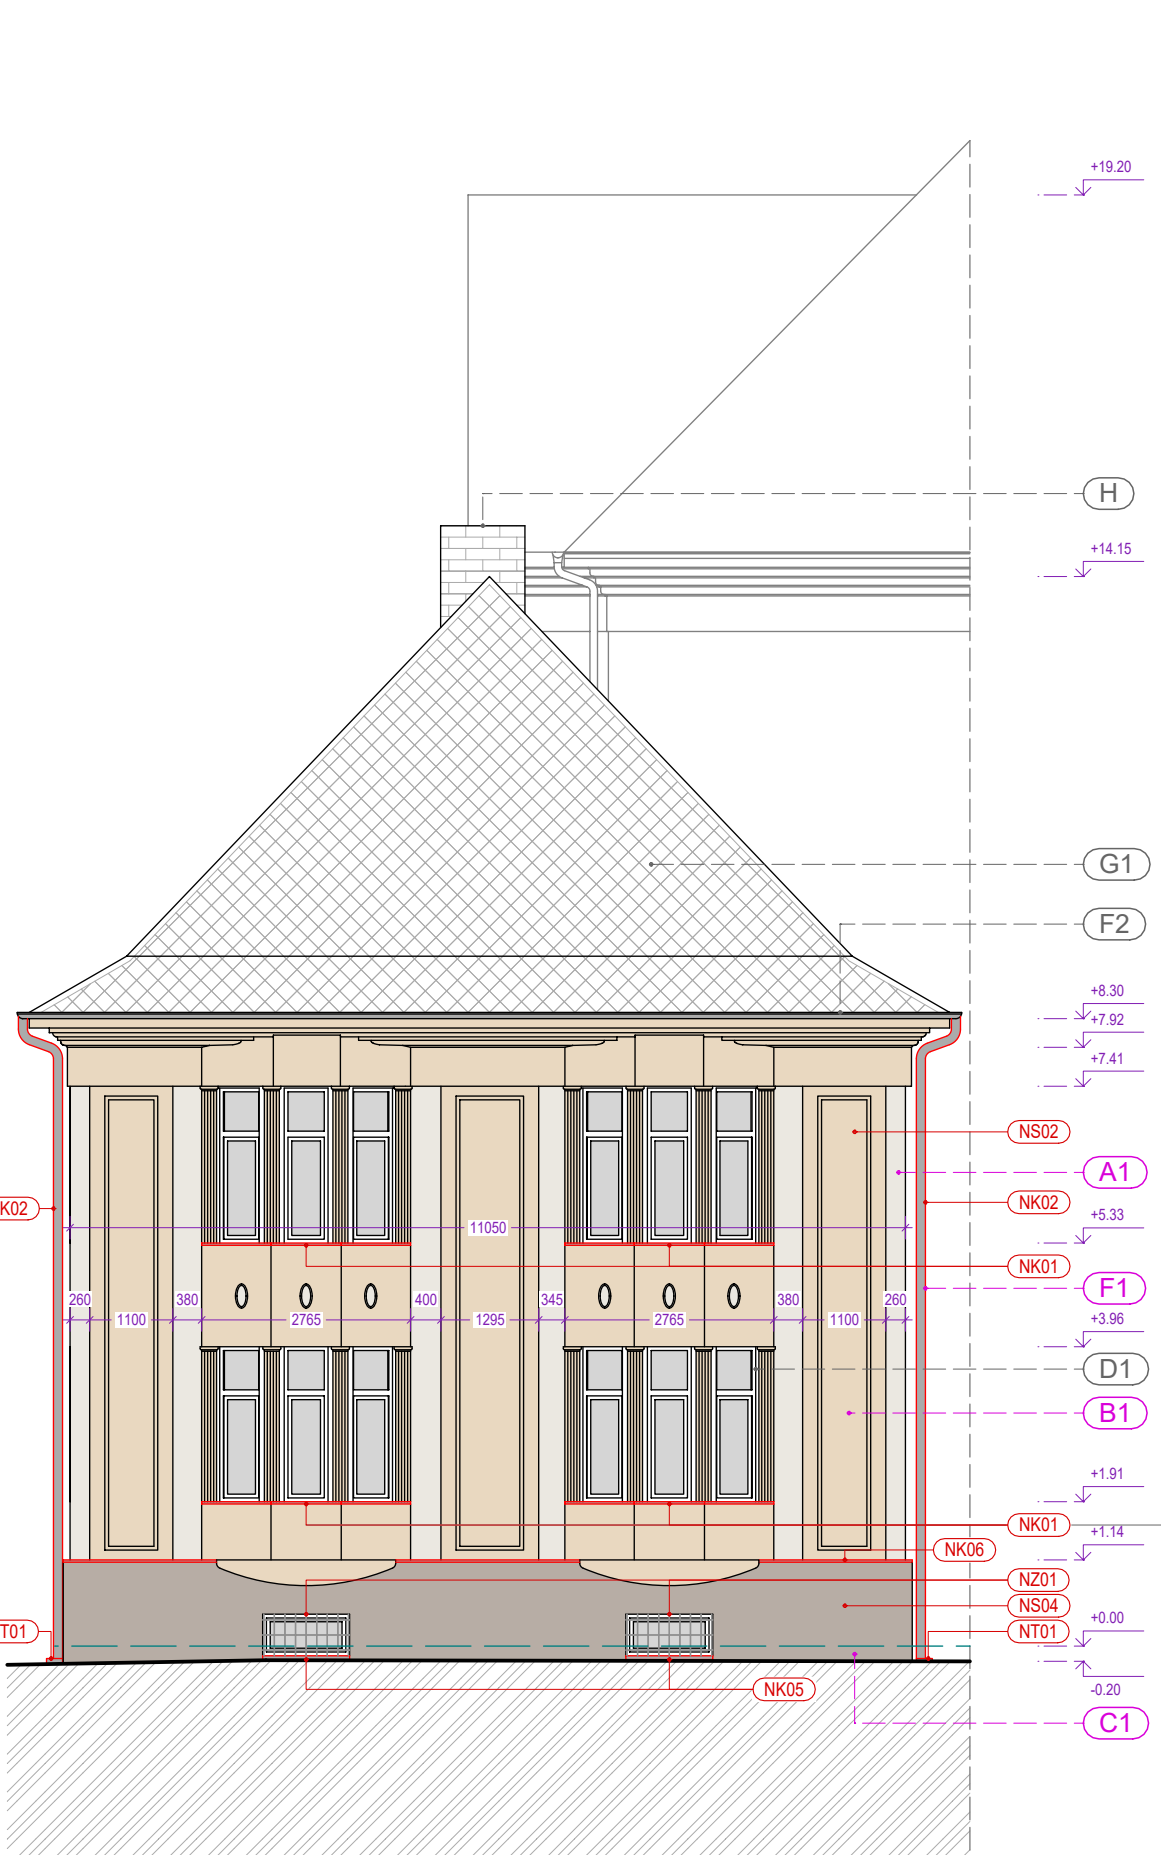 +19.20
H
+14.15
G1
F2
+8.30
+7.92
+7.41
NS02
A1
K02
NK02
+5.33
11050
NK01
F1
260
380
400
345
380
260
+3.96
1100
2765
1295
2765
1100
D1
B1
+1.91
NK01
+1.14
NK06
NZ01
NS04
+0.00
T01
NT01
NK05
-0.20
C1